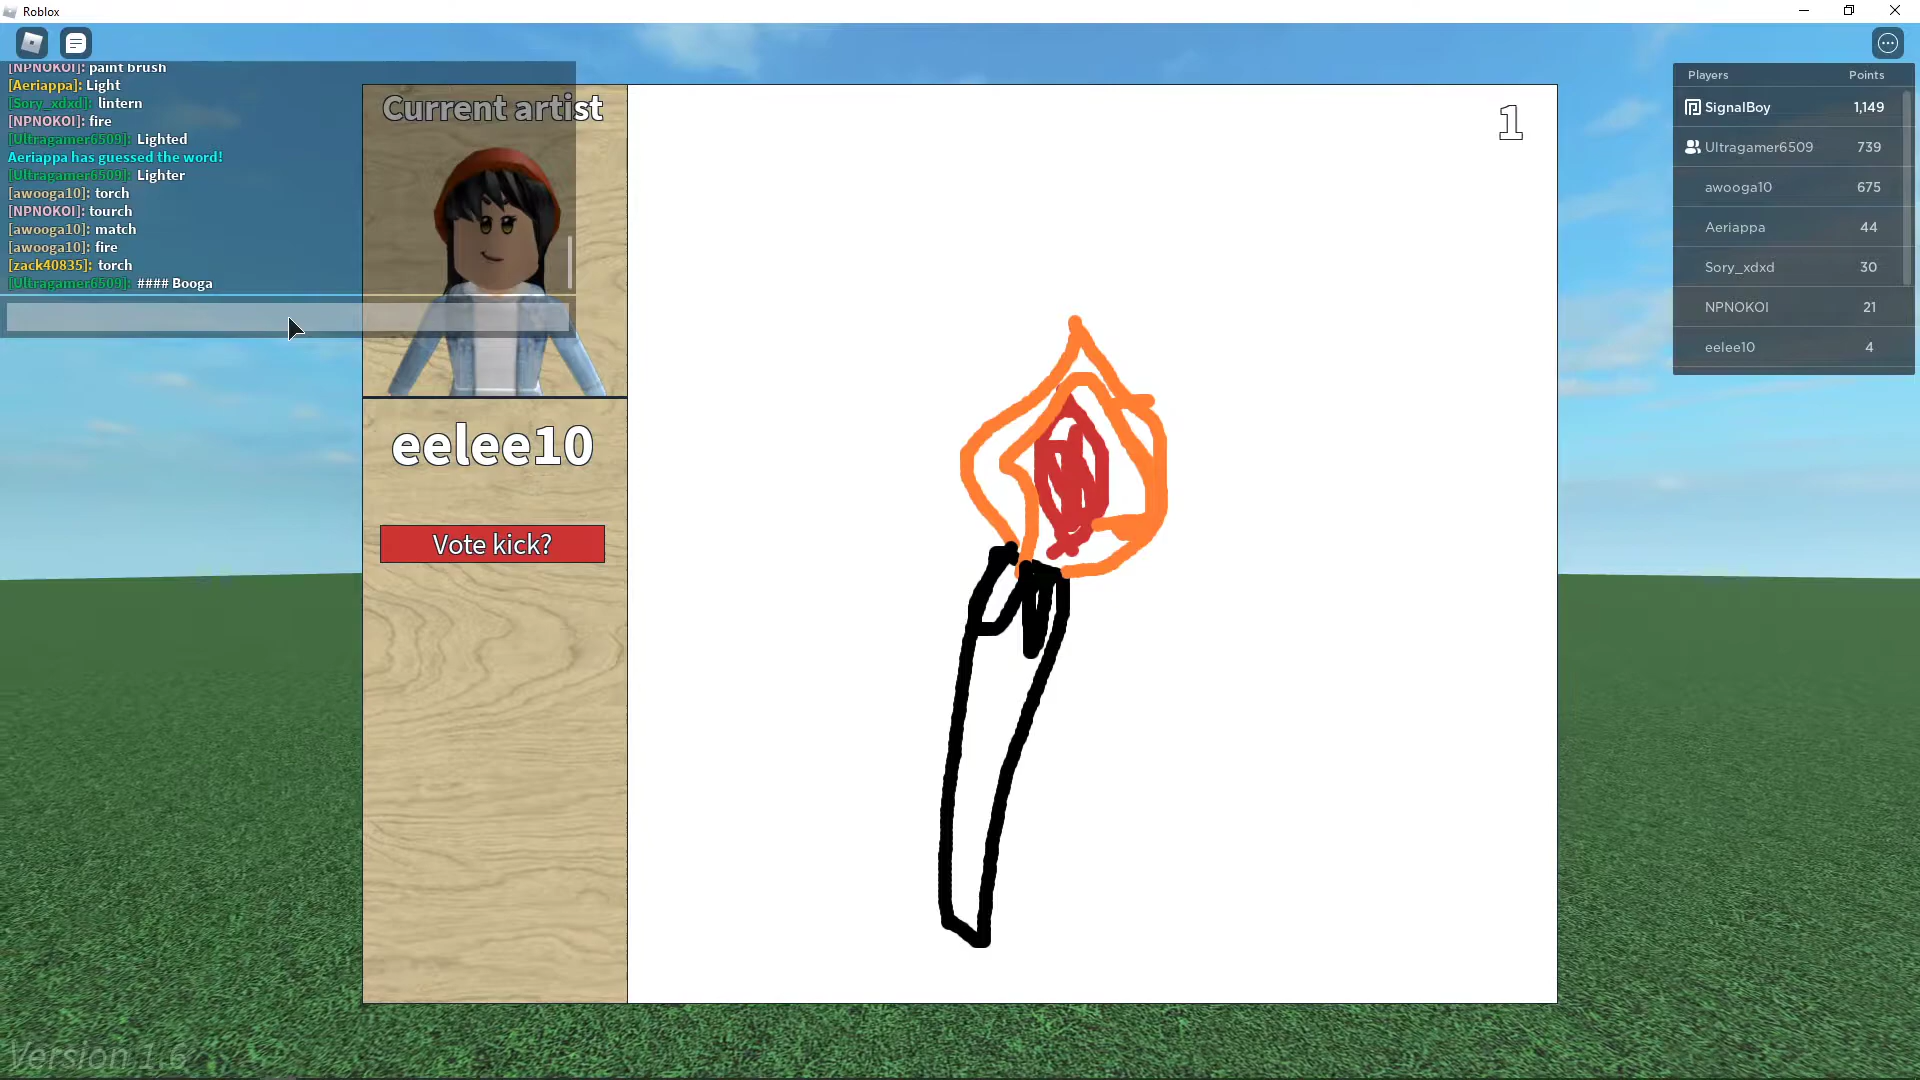 Roblox
[NPNOKOI]: paint brush
[Aeriappa]: Light
[Sory_xdxd]: lintern
[NPNOKOI]: fire
[Ultragamer6509]: Lighted
Aeriappa has guessed the word!
[Ultragamer6509]: Lighter
[awooga10]: torch
[NPNOKOI]: tourch
[awooga10]: match
[awooga10]: fire
[zack40835]: torch
[Ultragamer6509]: #### Booga
Current artist
eelee10
Vote kick?
1
Players Points
SignalBoy 1,149
Ultragamer6509 739
awooga10 675
Aeriappa 44
Sory_xdxd 30
NPNOKOI 21
eelee10 4
Version 1.6